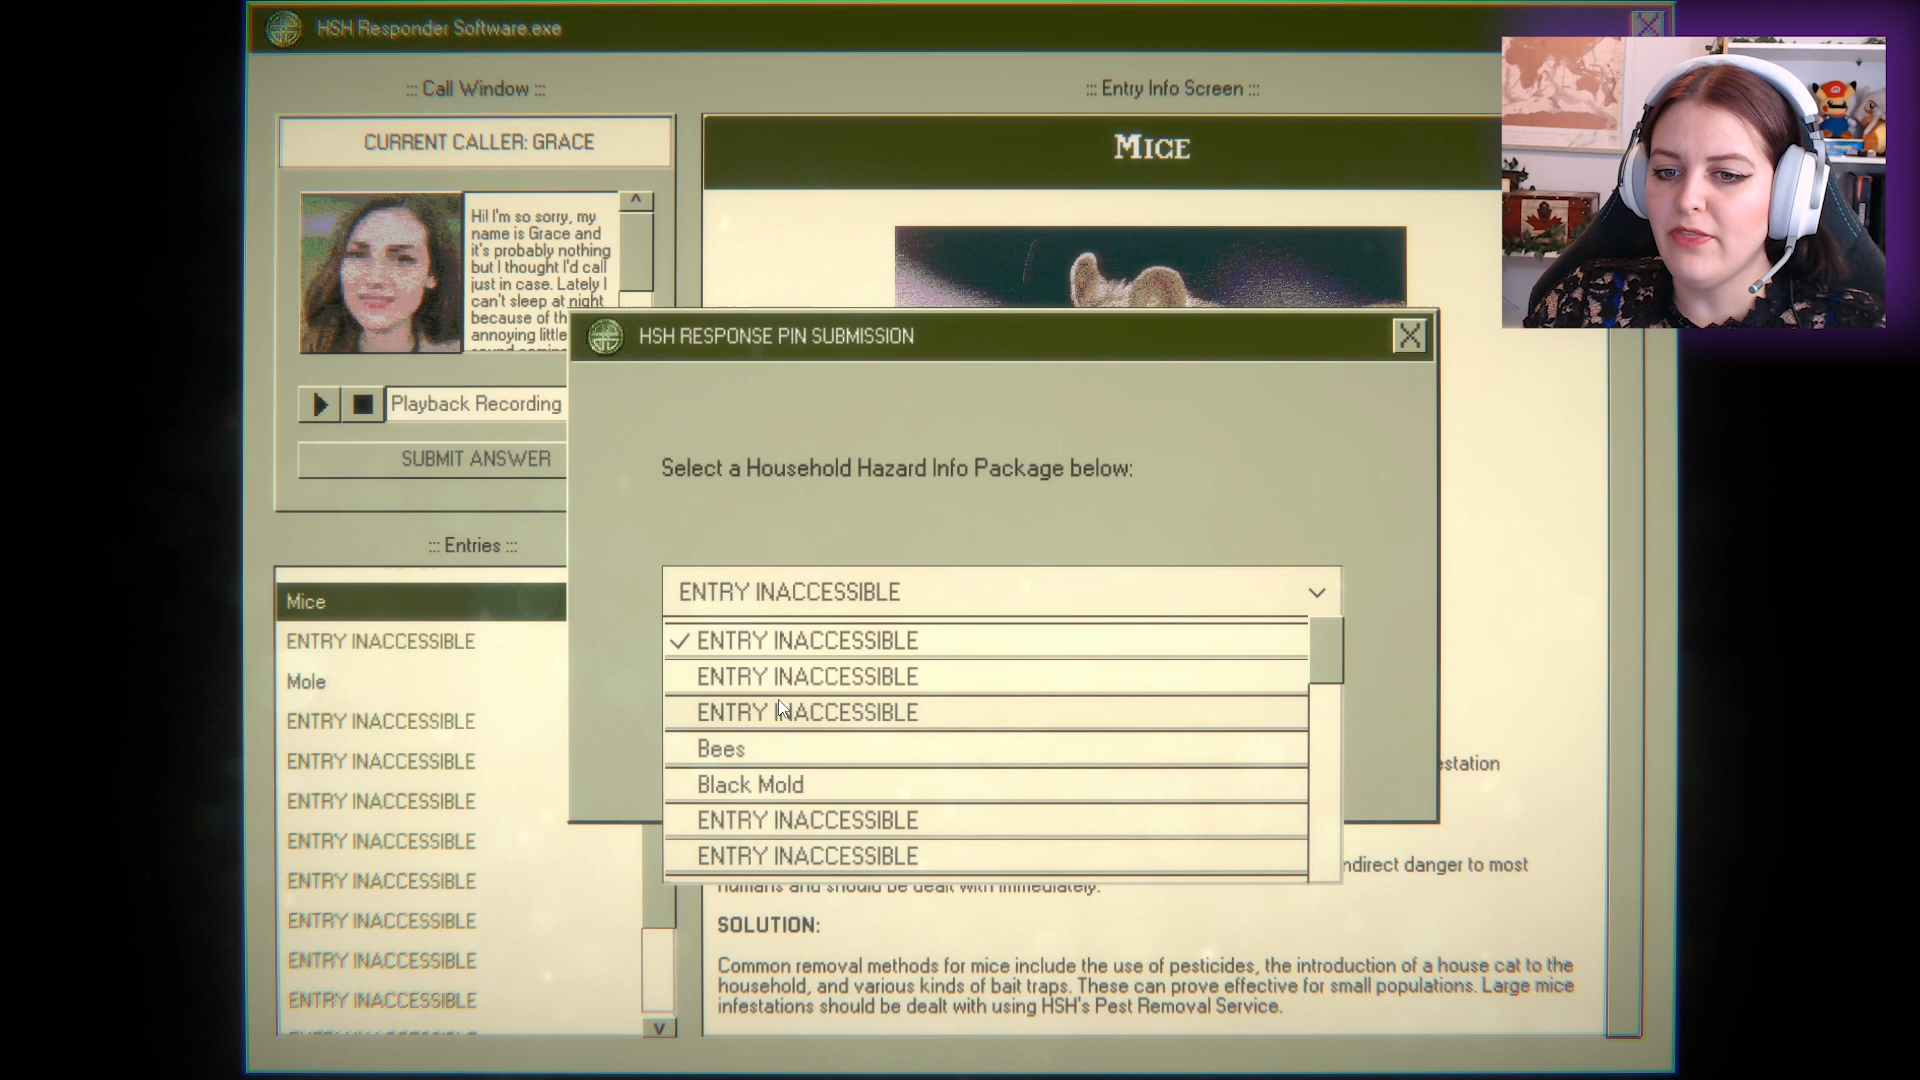 HSH Responder Software.exe
::: Call Window :::
::: Entry Info Screen :::
CURRENT CALLER: GRACE
MICE
Hi! I'm so sorry, my
name is Grace and
it's probably nothing
but I thought I'd call
just in case. Lately I
can't sleep at night
because of th
annoying little
HSH RESPONSE PIN SUBMISSION
Playback Recording
SUBMIT ANSWER
Select a Household Hazard Info Package below:
::: Entries :::
ENTRY INACCESSIBLE
ENTRY INACCESSIBLE
ENTRY INACCESSIBLE
ENTRY INACCESSIBLE
Bees
Black Mold
ENTRY INACCESSIBLE
ENTRY INACCESSIBLE
Mice
ENTRY INACCESSIBLE
Mole
ENTRY INACCESSIBLE
ENTRY INACCESSIBLE
ENTRY INACCESSIBLE
ENTRY INACCESSIBLE
ENTRY INACCESSIBLE
ENTRY INACCESSIBLE
ENTRY INACCESSIBLE
ENTRY INACCESSIBLE
estation
ndirect danger to most
humans and should be dealt with immediately.
SOLUTION:
Common removal methods for mice include the use of pesticides, the introduction of a house cat to the
household, and various kinds of bait traps. These can prove effective for small populations. Large mice
infestations should be dealt with using HSH's Pest Removal Service.